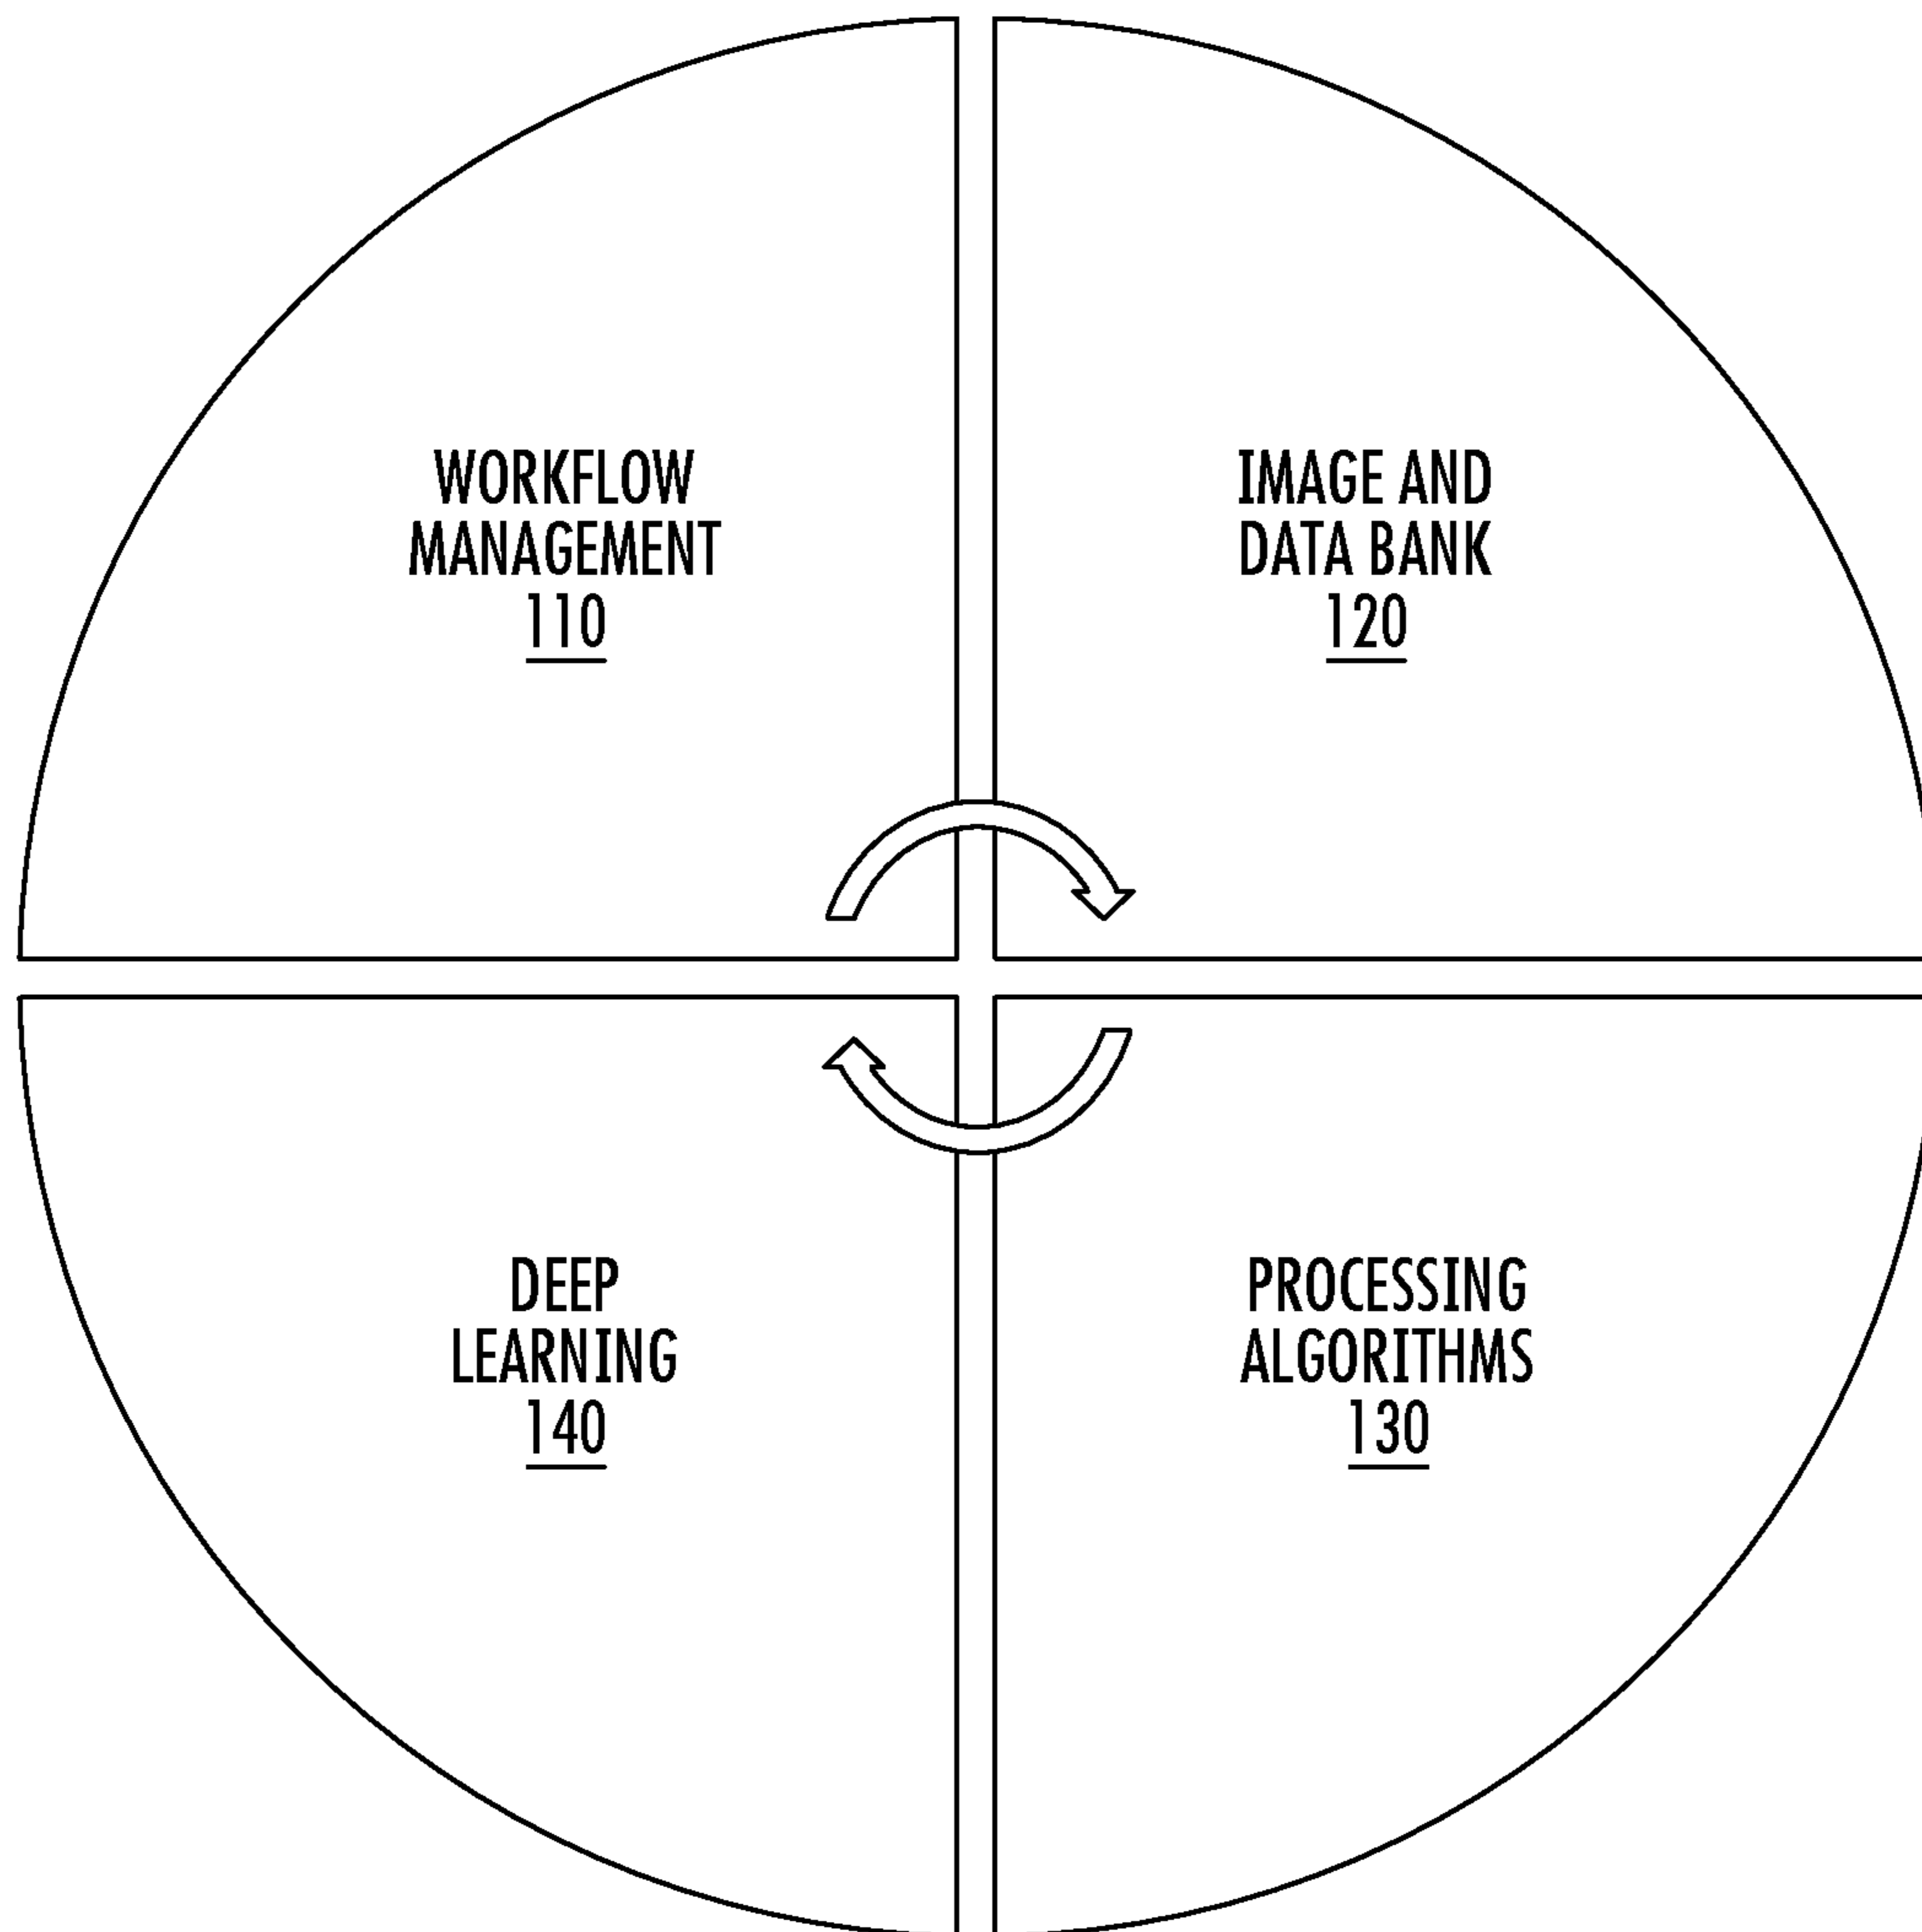 WORKFLOW
MANAGEMENT
110
IMAGE AND
DATA BANK
120
DEEP
LEARNING
140
PROCESSING
ALGORITHMS
130